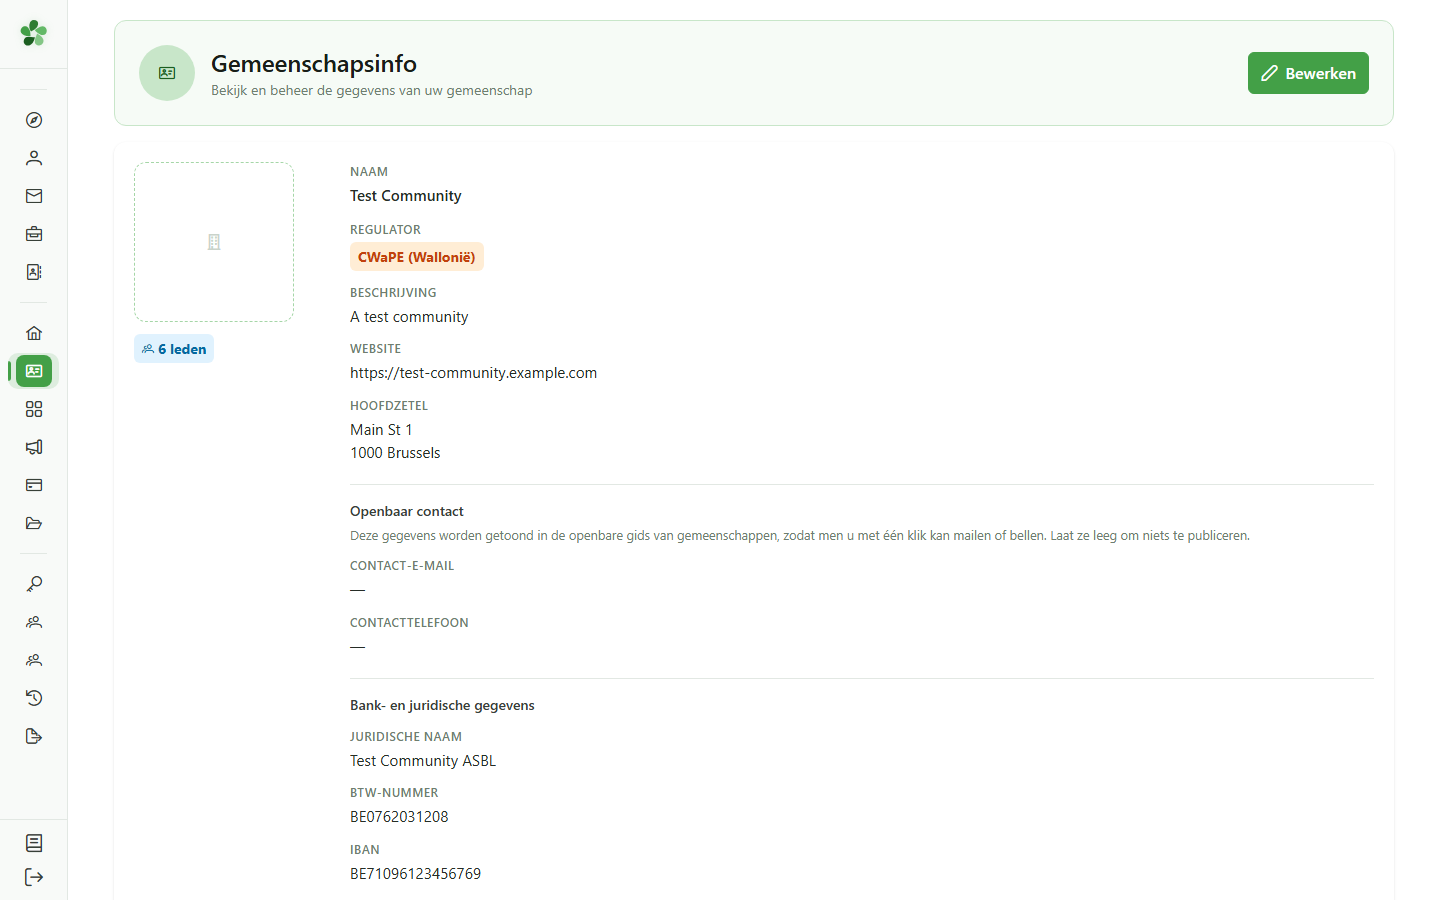 Gemeenschapsinfo
Bekijk en beheer de gegevens van uw gemeenschap
Bewerken
NAAM
Test Community
REGULATOR
CWaPE (Wallonië)
BESCHRIJVING
A test community
WEBSITE
https://test-community.example.com
HOOFDZETEL
Main St 1
1000 Brussels
6 leden
Openbaar contact
Deze gegevens worden getoond in de openbare gids van gemeenschappen, zodat men u met één klik kan mailen of bellen. Laat ze leeg om niets te publiceren.
CONTACT-E-MAIL
—
CONTACTTELEFOON
—
Bank- en juridische gegevens
JURIDISCHE NAAM
Test Community ASBL
BTW-NUMMER
BE0762031208
IBAN
BE71096123456769